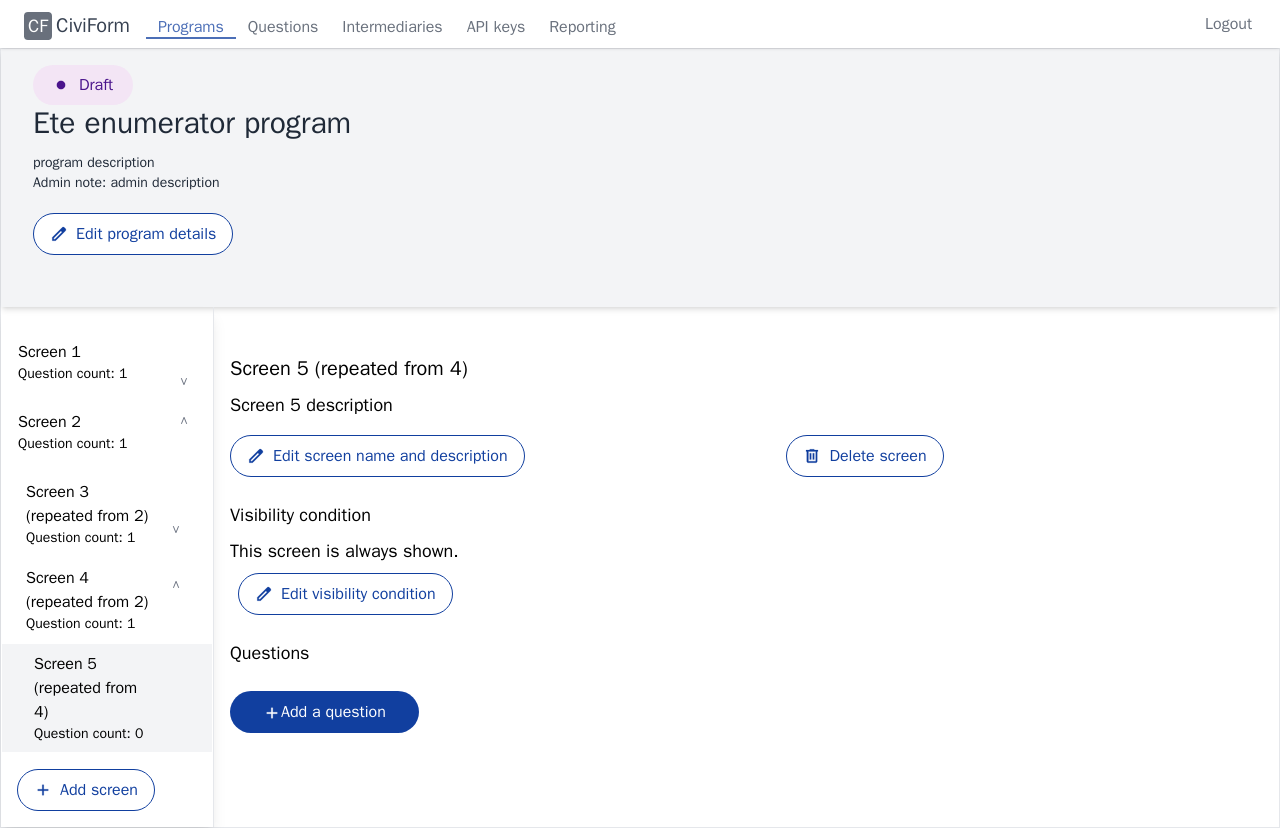 CF CiviForm Programs Questions Intermediaries API keys Reporting Logout
Draft
Ete enumerator program
program description
Admin note: admin description
Edit program details
Screen 1
Question count: 1
Screen 2
Question count: 1
Screen 3
(repeated from 2)
Question count: 1
Screen 4
(repeated from 2)
Question count: 1
Screen 5
(repeated from
4)
Question count: 0
Add screen
Screen 5 (repeated from 4)
Screen 5 description
Edit screen name and description
Delete screen
Visibility condition
This screen is always shown.
Edit visibility condition
Questions
Add a question